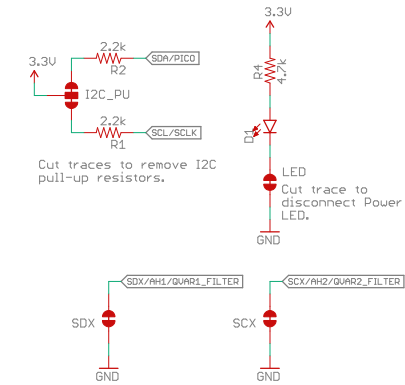 3.3V
2.2k
SDA/PICO
R2
I2C_PU
2.2k
SCL/SCLK
R1
Cut traces to remove I2C
pull-up resistors.
3.3V
R4
4.7k
D1
LED
Cut trace to
disconnect Power
LED.
GND
SDX/AH1/QVAR1_FILTER
SDX
GND
SCX/AH2/QVAR2_FILTER
SCX
GND